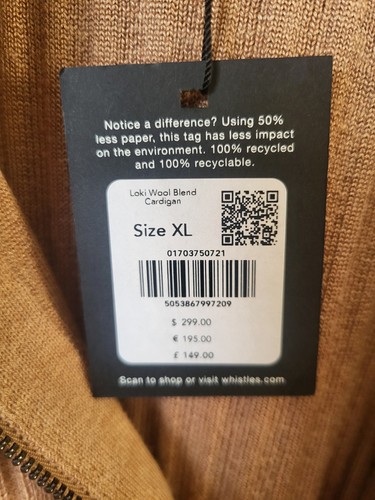 Notice a difference? Using 50%
less paper, this tag has less impact
on the environment. 100% recycled
and 100% recyclable.
Loki Wool Blend
Cardigan
Size XL
01703750721
5053867997209
$ 299.00
€ 195.00
£ 149.00
Scan to shop or visit whistles.com